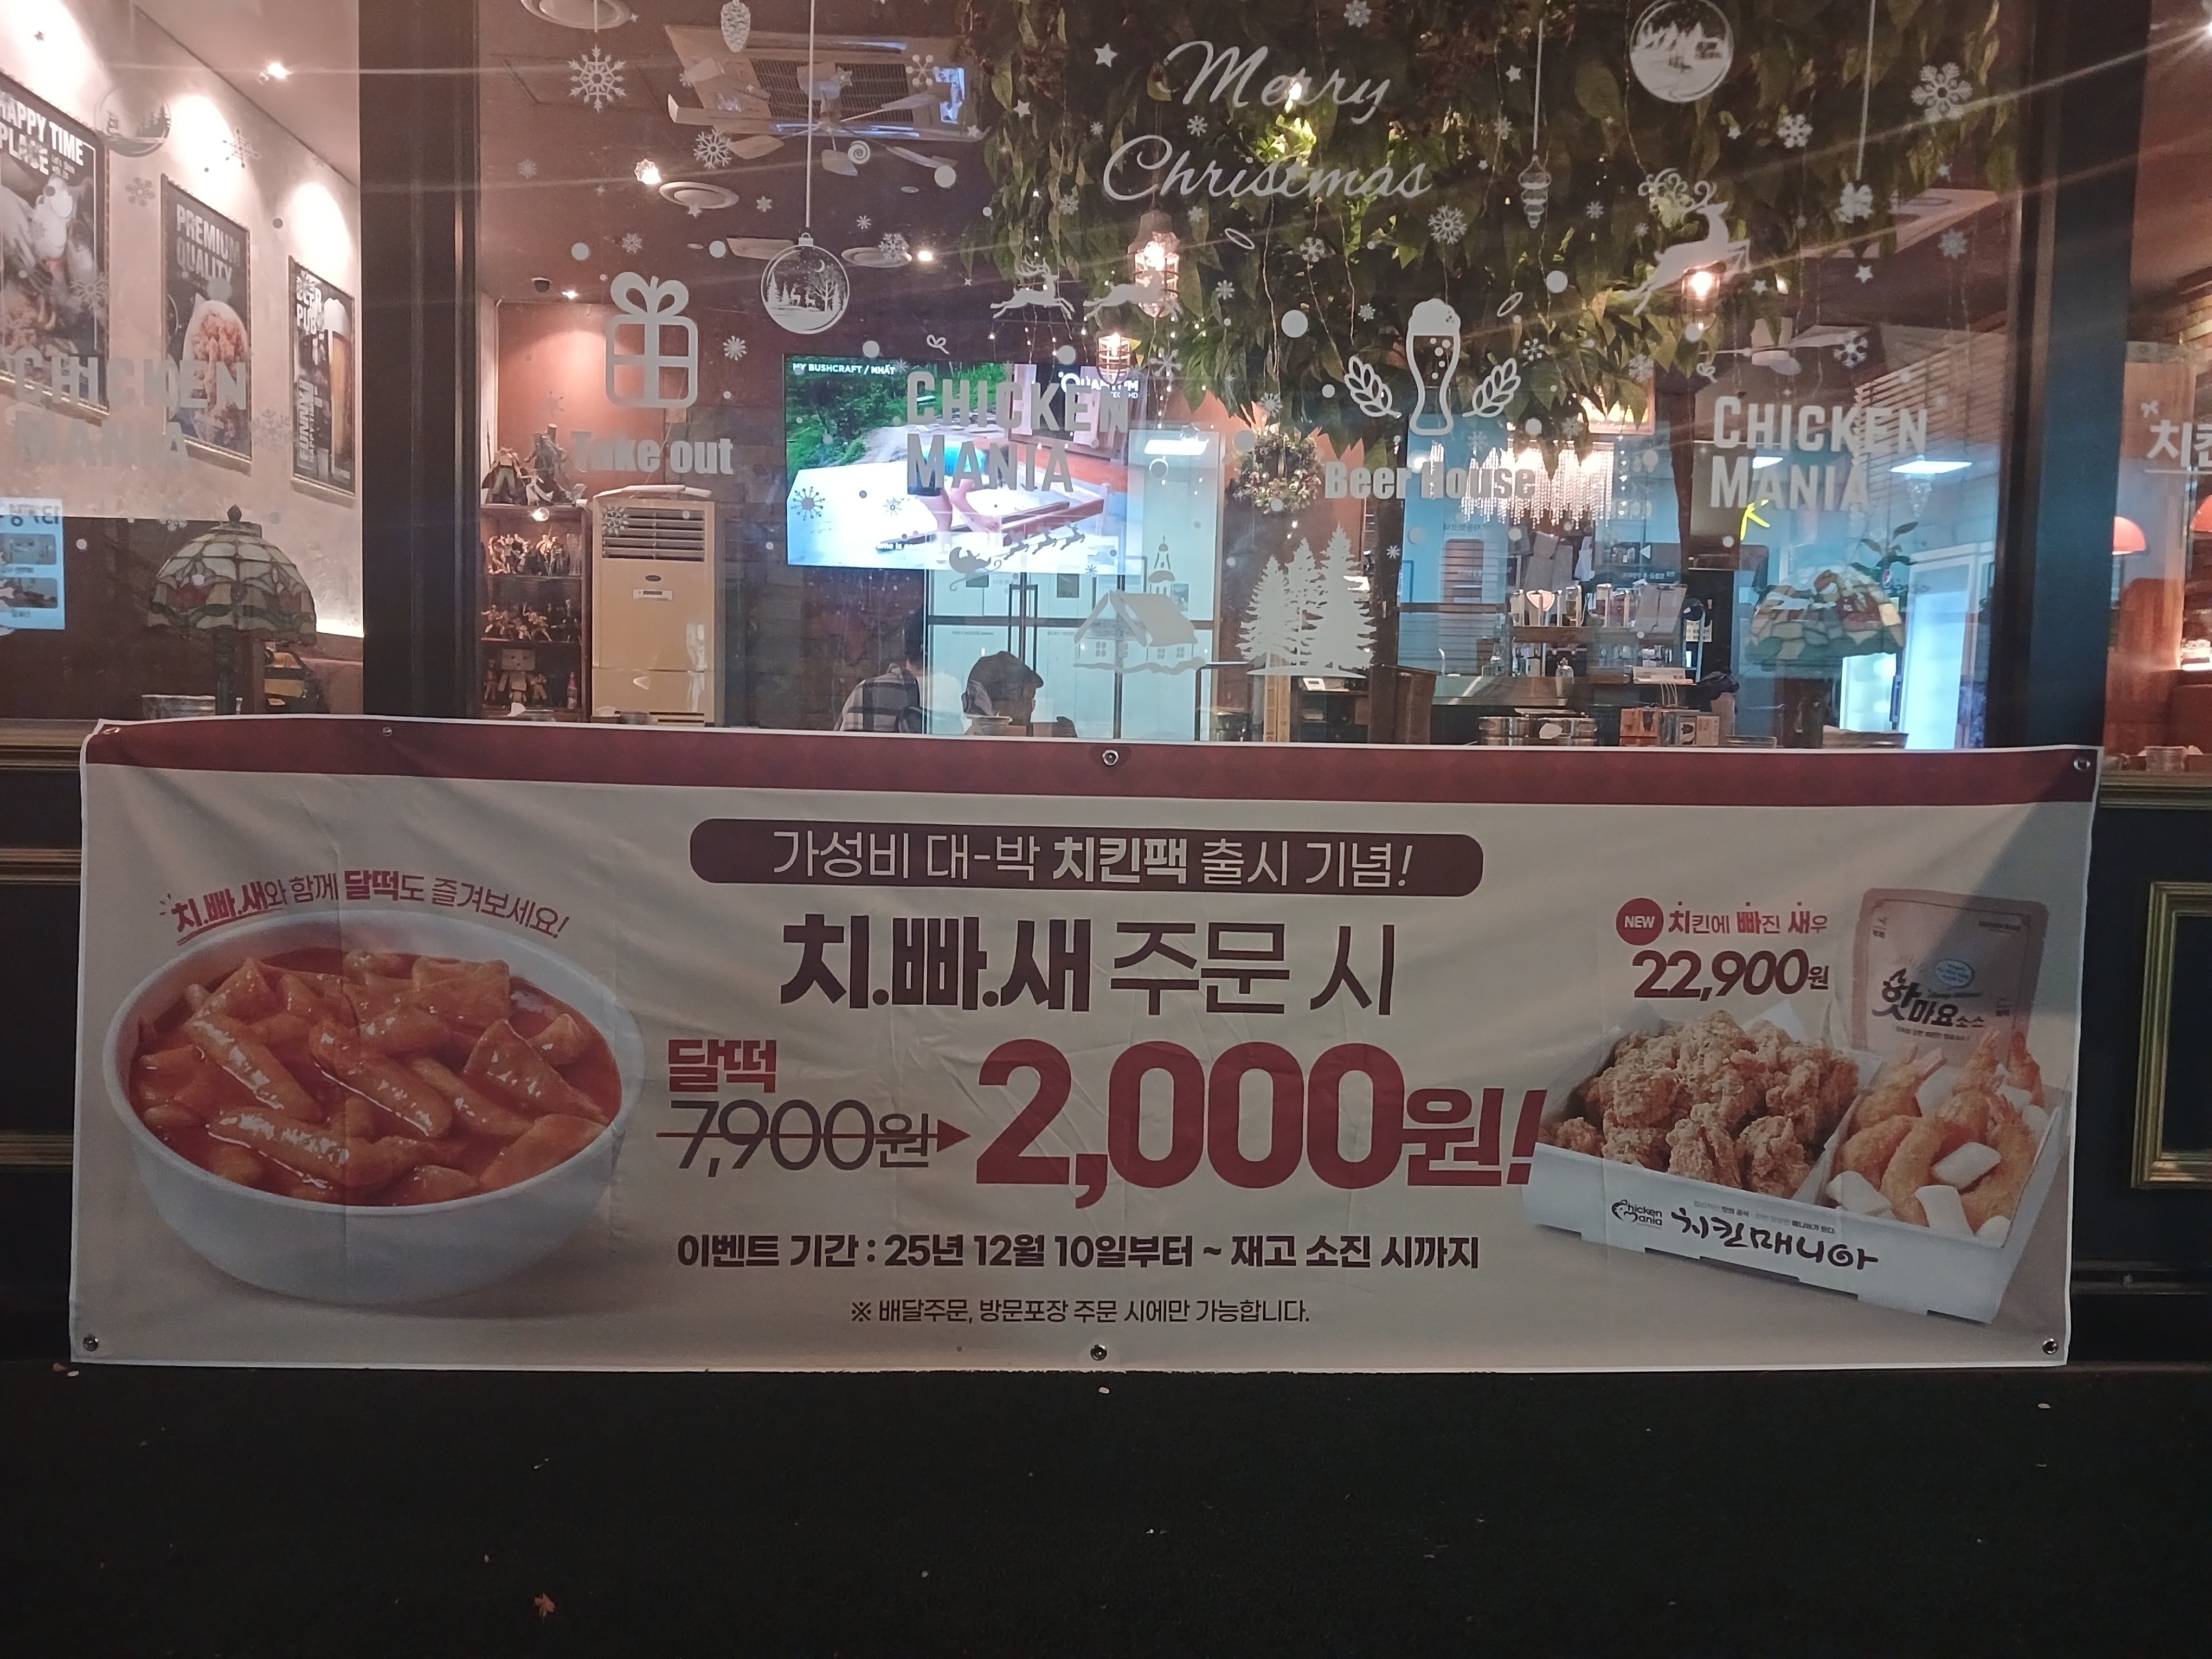 Merry
Christmas
HAPPY TIME
PLACE
PREMIUM
QUALITY
BEER
PUB
MY BUSHCRAFT / NHẤT
CHICKEN
MANIA
Take out
CHICKEN
MANIA
Beer House
CHICKEN
MANIA
가성비 대-박 치킨팩 출시 기념!
치.빠.새와 함께 달떡도 즐겨보세요!
치.빠.새 주문 시
달떡
7,900원 2,000원!
이벤트 기간 : 25년 12월 10일부터 ~ 재고 소진 시까지
※ 배달주문, 방문포장 주문 시에만 가능합니다.
NEW 치킨에 빠진 새우
22,900원
핫마요소스
Chicken
Mania
치킨매니아